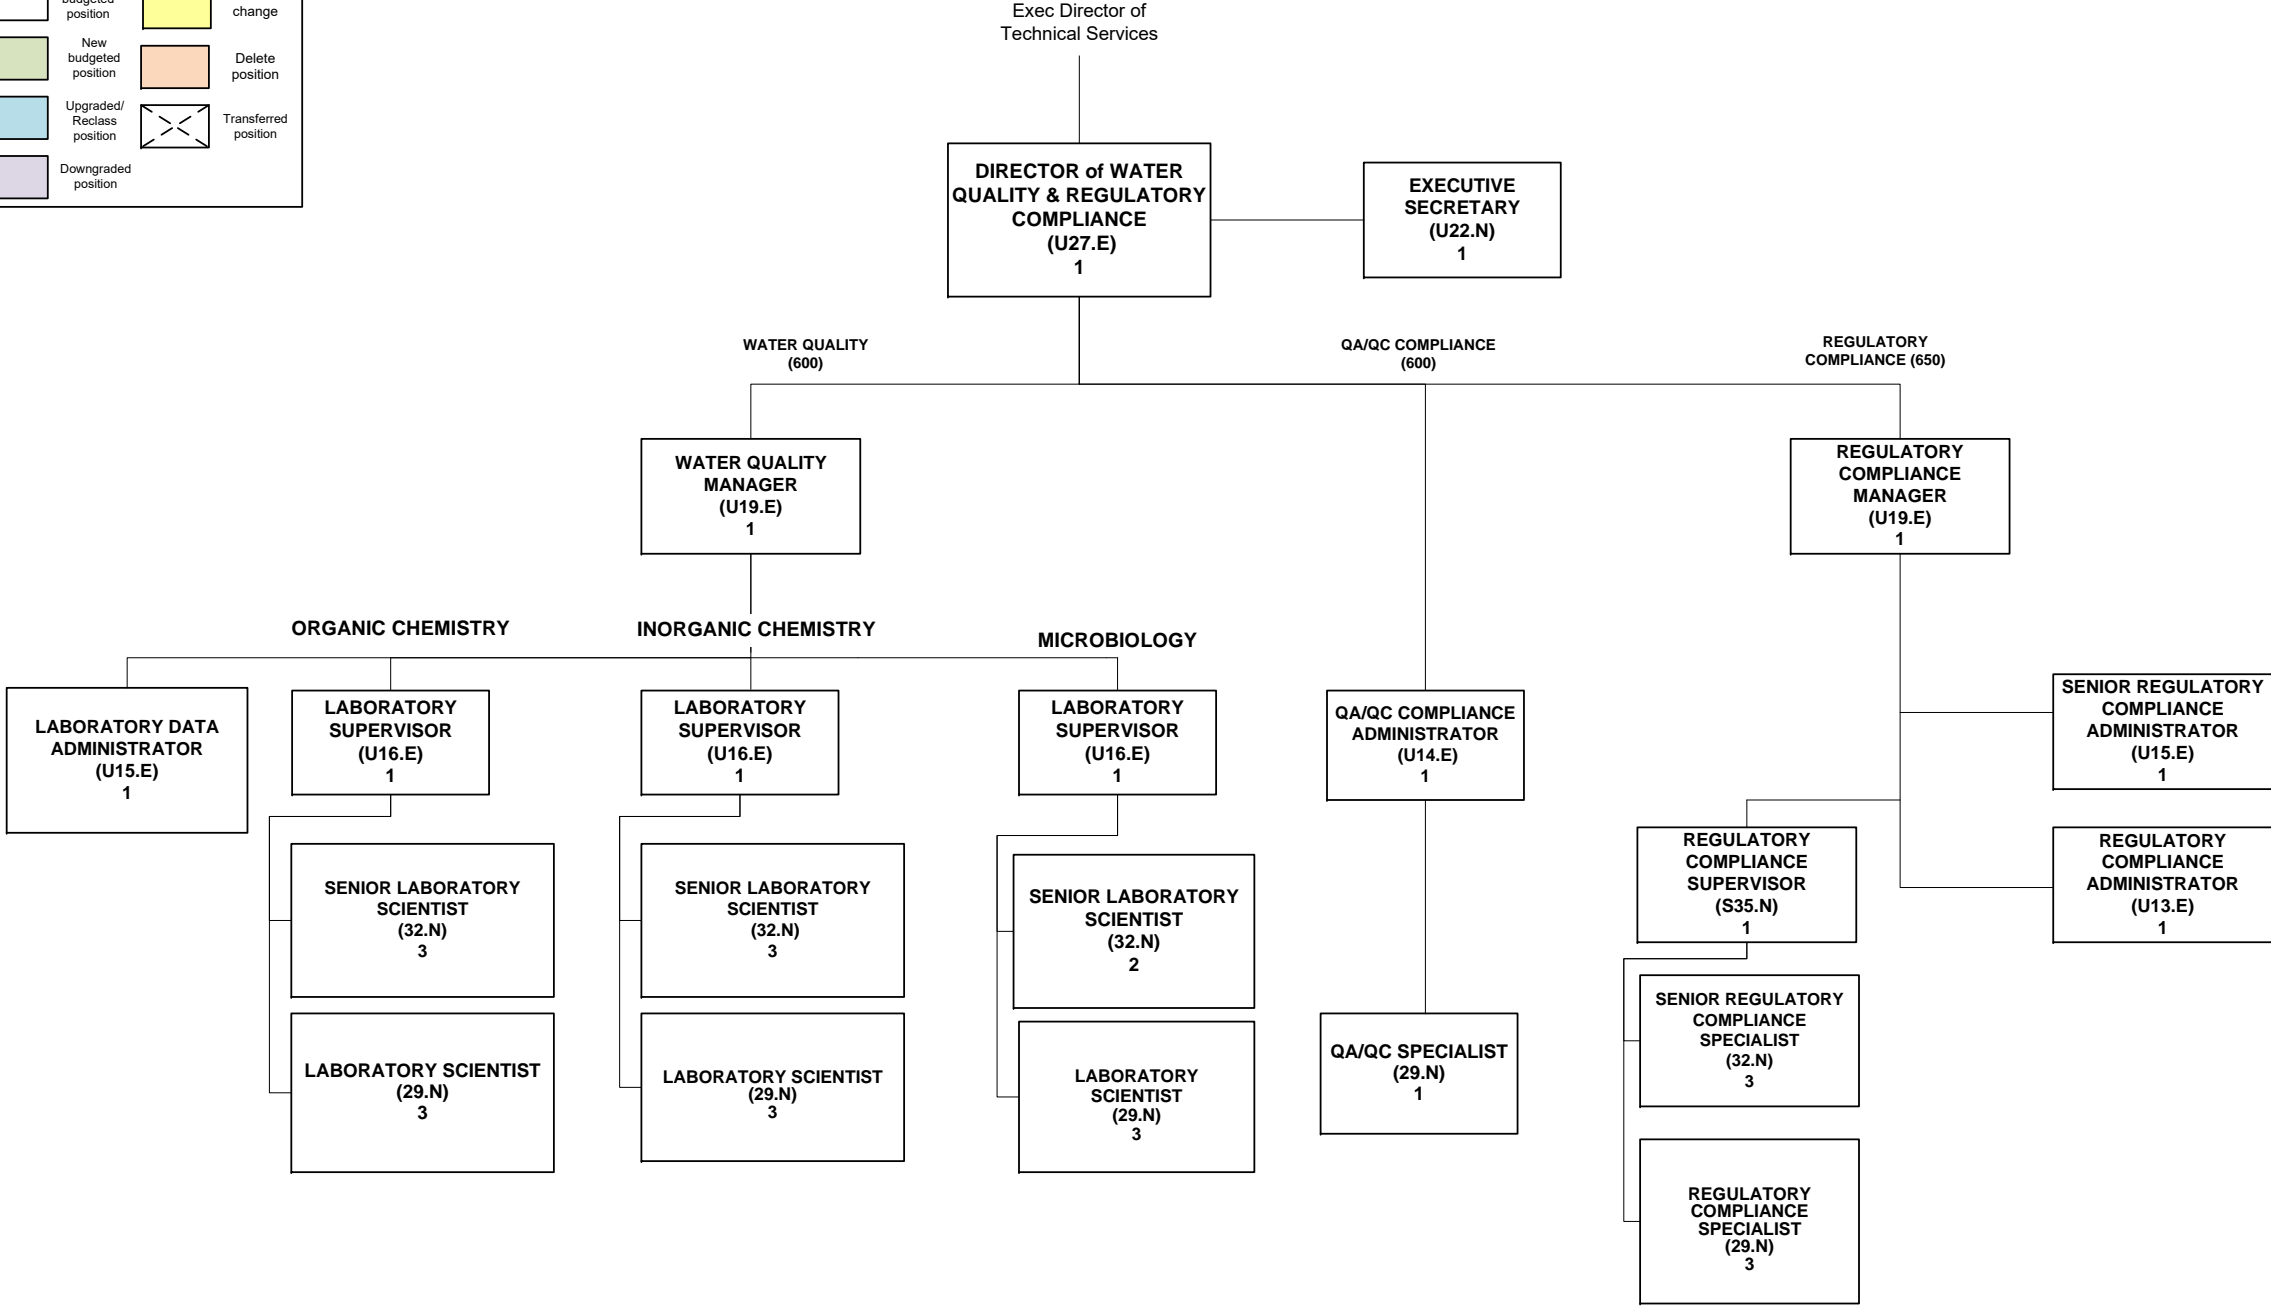 budgeted
position
change
New
budgeted
position
Delete
position
Upgraded/
Reclass
position
Transferred
position
Downgraded
position
Exec Director of
Technical Services
DIRECTOR of WATER
QUALITY & REGULATORY
COMPLIANCE
(U27.E)
1
EXECUTIVE
SECRETARY
(U22.N)
1
WATER QUALITY
(600)
QA/QC COMPLIANCE
(600)
REGULATORY
COMPLIANCE (650)
WATER QUALITY
MANAGER
(U19.E)
1
REGULATORY
COMPLIANCE
MANAGER
(U19.E)
1
ORGANIC CHEMISTRY
INORGANIC CHEMISTRY
MICROBIOLOGY
LABORATORY DATA
ADMINISTRATOR
(U15.E)
1
LABORATORY
SUPERVISOR
(U16.E)
1
LABORATORY
SUPERVISOR
(U16.E)
1
LABORATORY
SUPERVISOR
(U16.E)
1
QA/QC COMPLIANCE
ADMINISTRATOR
(U14.E)
1
SENIOR REGULATORY
COMPLIANCE
ADMINISTRATOR
(U15.E)
1
REGULATORY
COMPLIANCE
SUPERVISOR
(S35.N)
1
REGULATORY
COMPLIANCE
ADMINISTRATOR
(U13.E)
1
SENIOR LABORATORY
SCIENTIST
(32.N)
3
SENIOR LABORATORY
SCIENTIST
(32.N)
3
SENIOR LABORATORY
SCIENTIST
(32.N)
2
SENIOR REGULATORY
COMPLIANCE
SPECIALIST
(32.N)
3
LABORATORY SCIENTIST
(29.N)
3
LABORATORY SCIENTIST
(29.N)
3
LABORATORY
SCIENTIST
(29.N)
3
QA/QC SPECIALIST
(29.N)
1
REGULATORY
COMPLIANCE
SPECIALIST
(29.N)
3